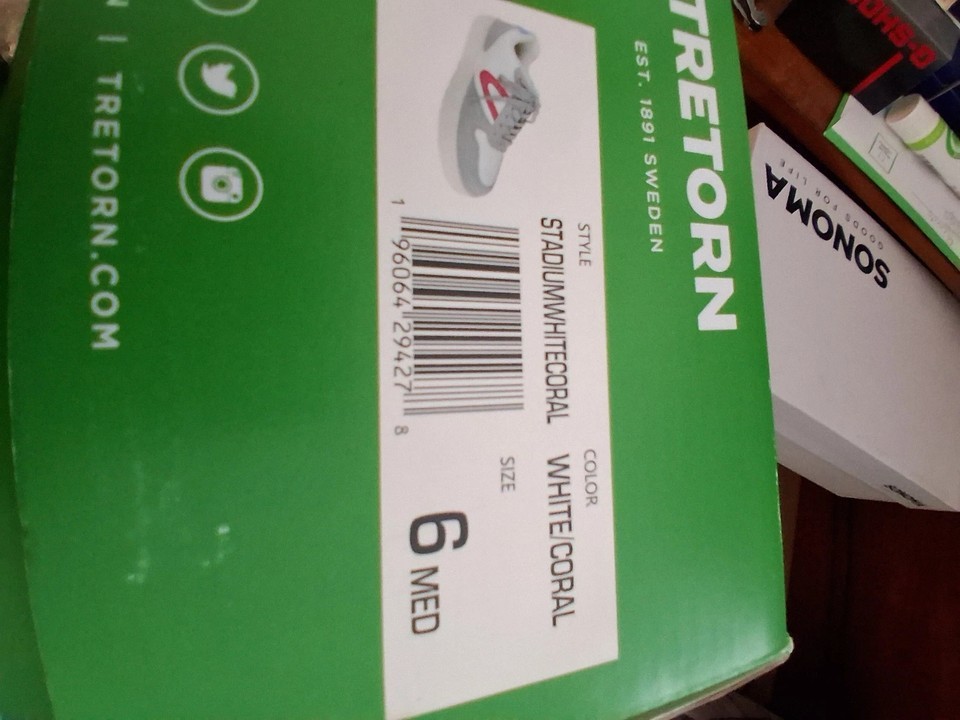 TRETORN
EST. 1891 SWEDEN
STYLE
STADIUMWHITECORAL
COLOR
WHITE/CORAL
SIZE
6 MED
1 96064 29427 8
N | TRETORN.COM
SONOMA
GOODS FOR LIFE